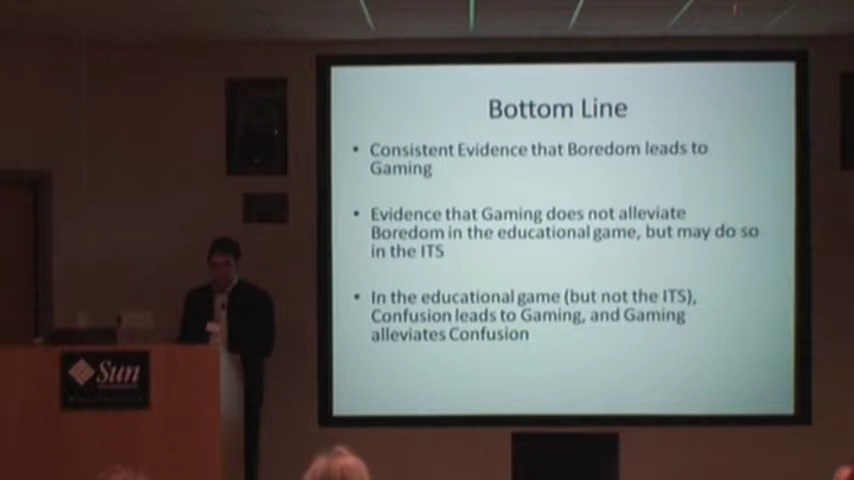 Bottom Line
• Consistent Evidence that Boredom leads to
Gaming
• Evidence that Gaming does not alleviate
Boredom in the educational game, but may do so
in the ITS
• In the educational game (but not the ITS),
Confusion leads to Gaming, and Gaming
alleviates Confusion
Sun